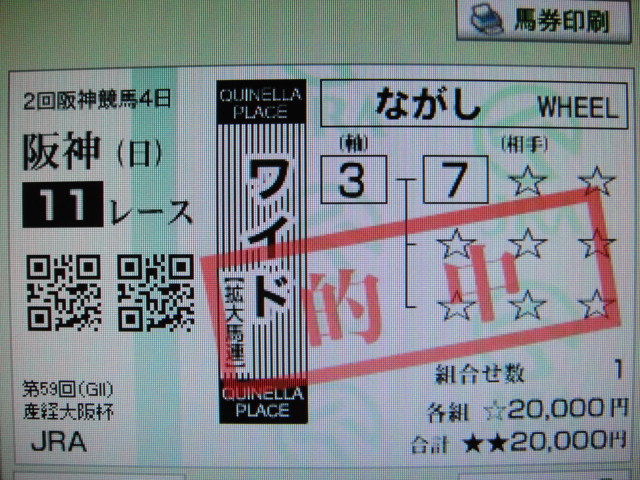 馬券印刷
2回阪神競馬4日
阪神(日)
11レース
第59回(GII)
産経大阪杯
JRA
QUINELLA
PLACE
ワイド
【拡大馬連】
QUINELLA
PLACE
ながし WHEEL
(軸) (相手)
3 7 ☆ ☆
☆ ☆ ☆
☆ ☆ ☆
的中
組合せ数 1
各組 ☆20,000円
合計 ★★20,000円